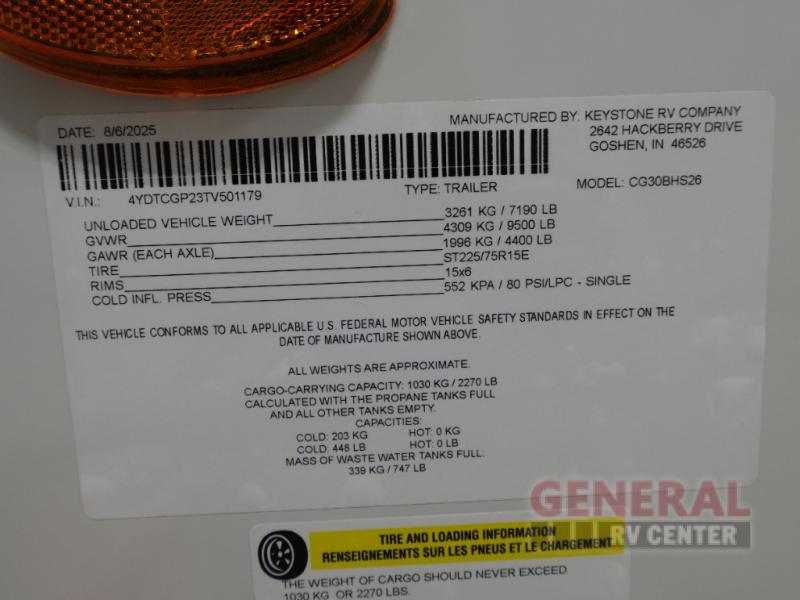 DATE: 8/6/2025
MANUFACTURED BY: KEYSTONE RV COMPANY
2642 HACKBERRY DRIVE
GOSHEN, IN 46526
V.I.N.: 4YDTCGP23TV501179
TYPE: TRAILER
MODEL: CG30BHS26
UNLOADED VEHICLE WEIGHT 3261 KG / 7190 LB
GVWR 4309 KG / 9500 LB
GAWR (EACH AXLE) 1996 KG / 4400 LB
TIRE ST225/75R15E
RIMS 15x6
COLD INFL. PRESS 552 KPA / 80 PSI/LPC - SINGLE
THIS VEHICLE CONFORMS TO ALL APPLICABLE U.S. FEDERAL MOTOR VEHICLE SAFETY STANDARDS IN EFFECT ON THE
DATE OF MANUFACTURE SHOWN ABOVE.
ALL WEIGHTS ARE APPROXIMATE.
CARGO-CARRYING CAPACITY: 1030 KG / 2270 LB
CALCULATED WITH THE PROPANE TANKS FULL
AND ALL OTHER TANKS EMPTY.
CAPACITIES:
COLD: 203 KG HOT: 0 KG
COLD: 448 LB HOT: 0 LB
MASS OF WASTE WATER TANKS FULL:
339 KG / 747 LB
GENERAL
RV CENTER
TIRE AND LOADING INFORMATION
RENSEIGNEMENTS SUR LES PNEUS ET LE CHARGEMENT
THE WEIGHT OF CARGO SHOULD NEVER EXCEED
1030 KG OR 2270 LBS.